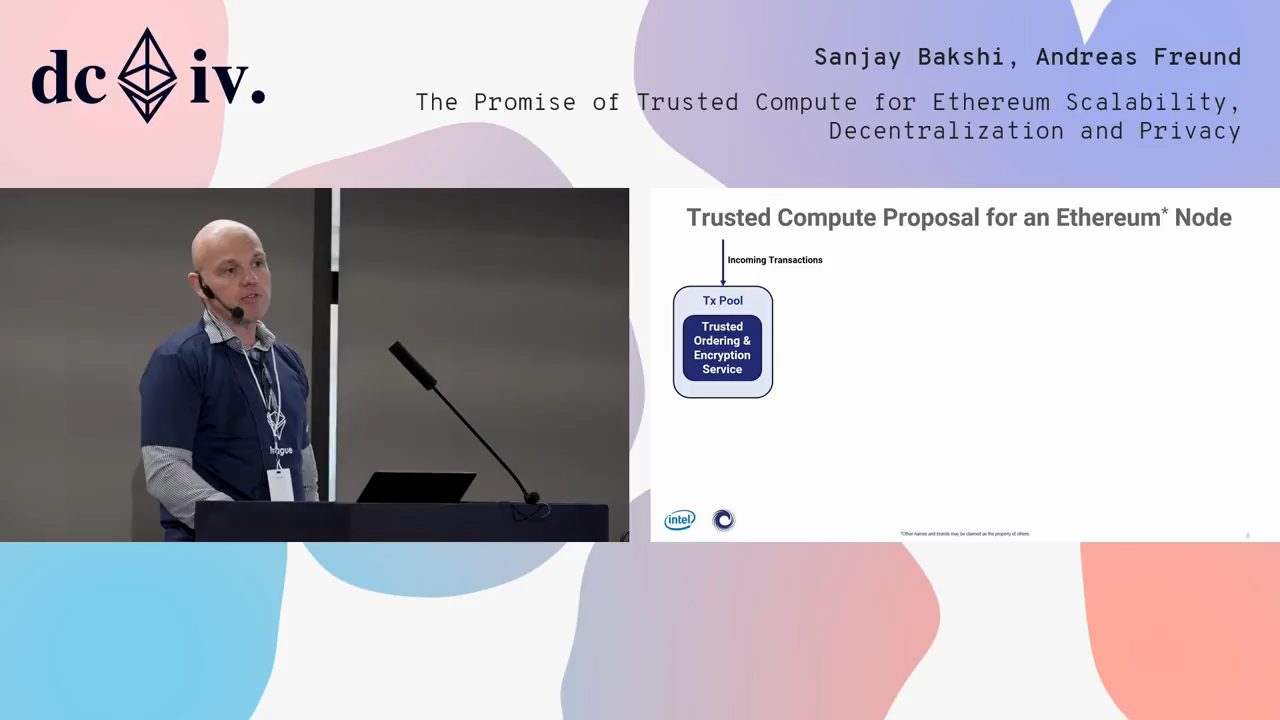 dc iv.
Sanjay Bakshi, Andreas Freund
The Promise of Trusted Compute for Ethereum Scalability,
Decentralization and Privacy
Trusted Compute Proposal for an Ethereum* Node
Incoming Transactions
Tx Pool
Trusted
Ordering &
Encryption
Service
intel
*Other names and brands may be claimed as the property of others.
8